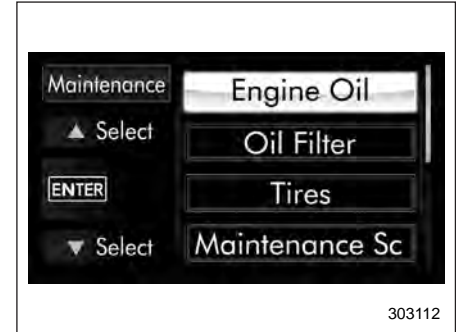 Maintenance
Engine Oil
▲ Select
Oil Filter
ENTER
Tires
▼ Select
Maintenance Sc
303112